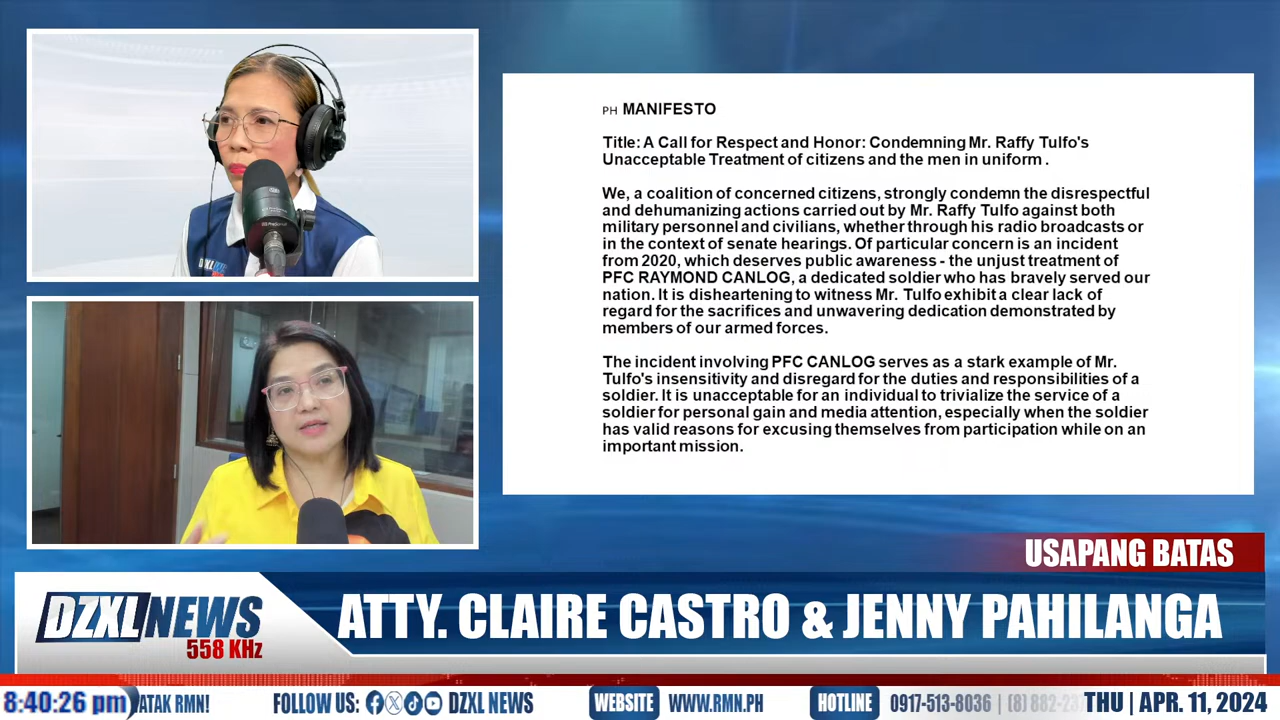 PH MANIFESTO
Title: A Call for Respect and Honor: Condemning Mr. Raffy Tulfo's
Unacceptable Treatment of citizens and the men in uniform .
We, a coalition of concerned citizens, strongly condemn the disrespectful
and dehumanizing actions carried out by Mr. Raffy Tulfo against both
military personnel and civilians, whether through his radio broadcasts or
in the context of senate hearings. Of particular concern is an incident
from 2020, which deserves public awareness - the unjust treatment of
PFC RAYMOND CANLOG, a dedicated soldier who has bravely served our
nation. It is disheartening to witness Mr. Tulfo exhibit a clear lack of
regard for the sacrifices and unwavering dedication demonstrated by
members of our armed forces.
The incident involving PFC CANLOG serves as a stark example of Mr.
Tulfo's insensitivity and disregard for the duties and responsibilities of a
soldier. It is unacceptable for an individual to trivialize the service of a
soldier for personal gain and media attention, especially when the soldier
has valid reasons for excusing themselves from participation while on an
important mission.
DZXL
USAPANG BATAS
DZXL NEWS
558 KHz
ATTY. CLAIRE CASTRO & JENNY PAHILANGA
8:40:26 pm ATAK RMN! FOLLOW US: DZXL NEWS WEBSITE WWW.RMN.PH HOTLINE 0917-513-8036 | (8) 882-23 THU | APR. 11, 2024